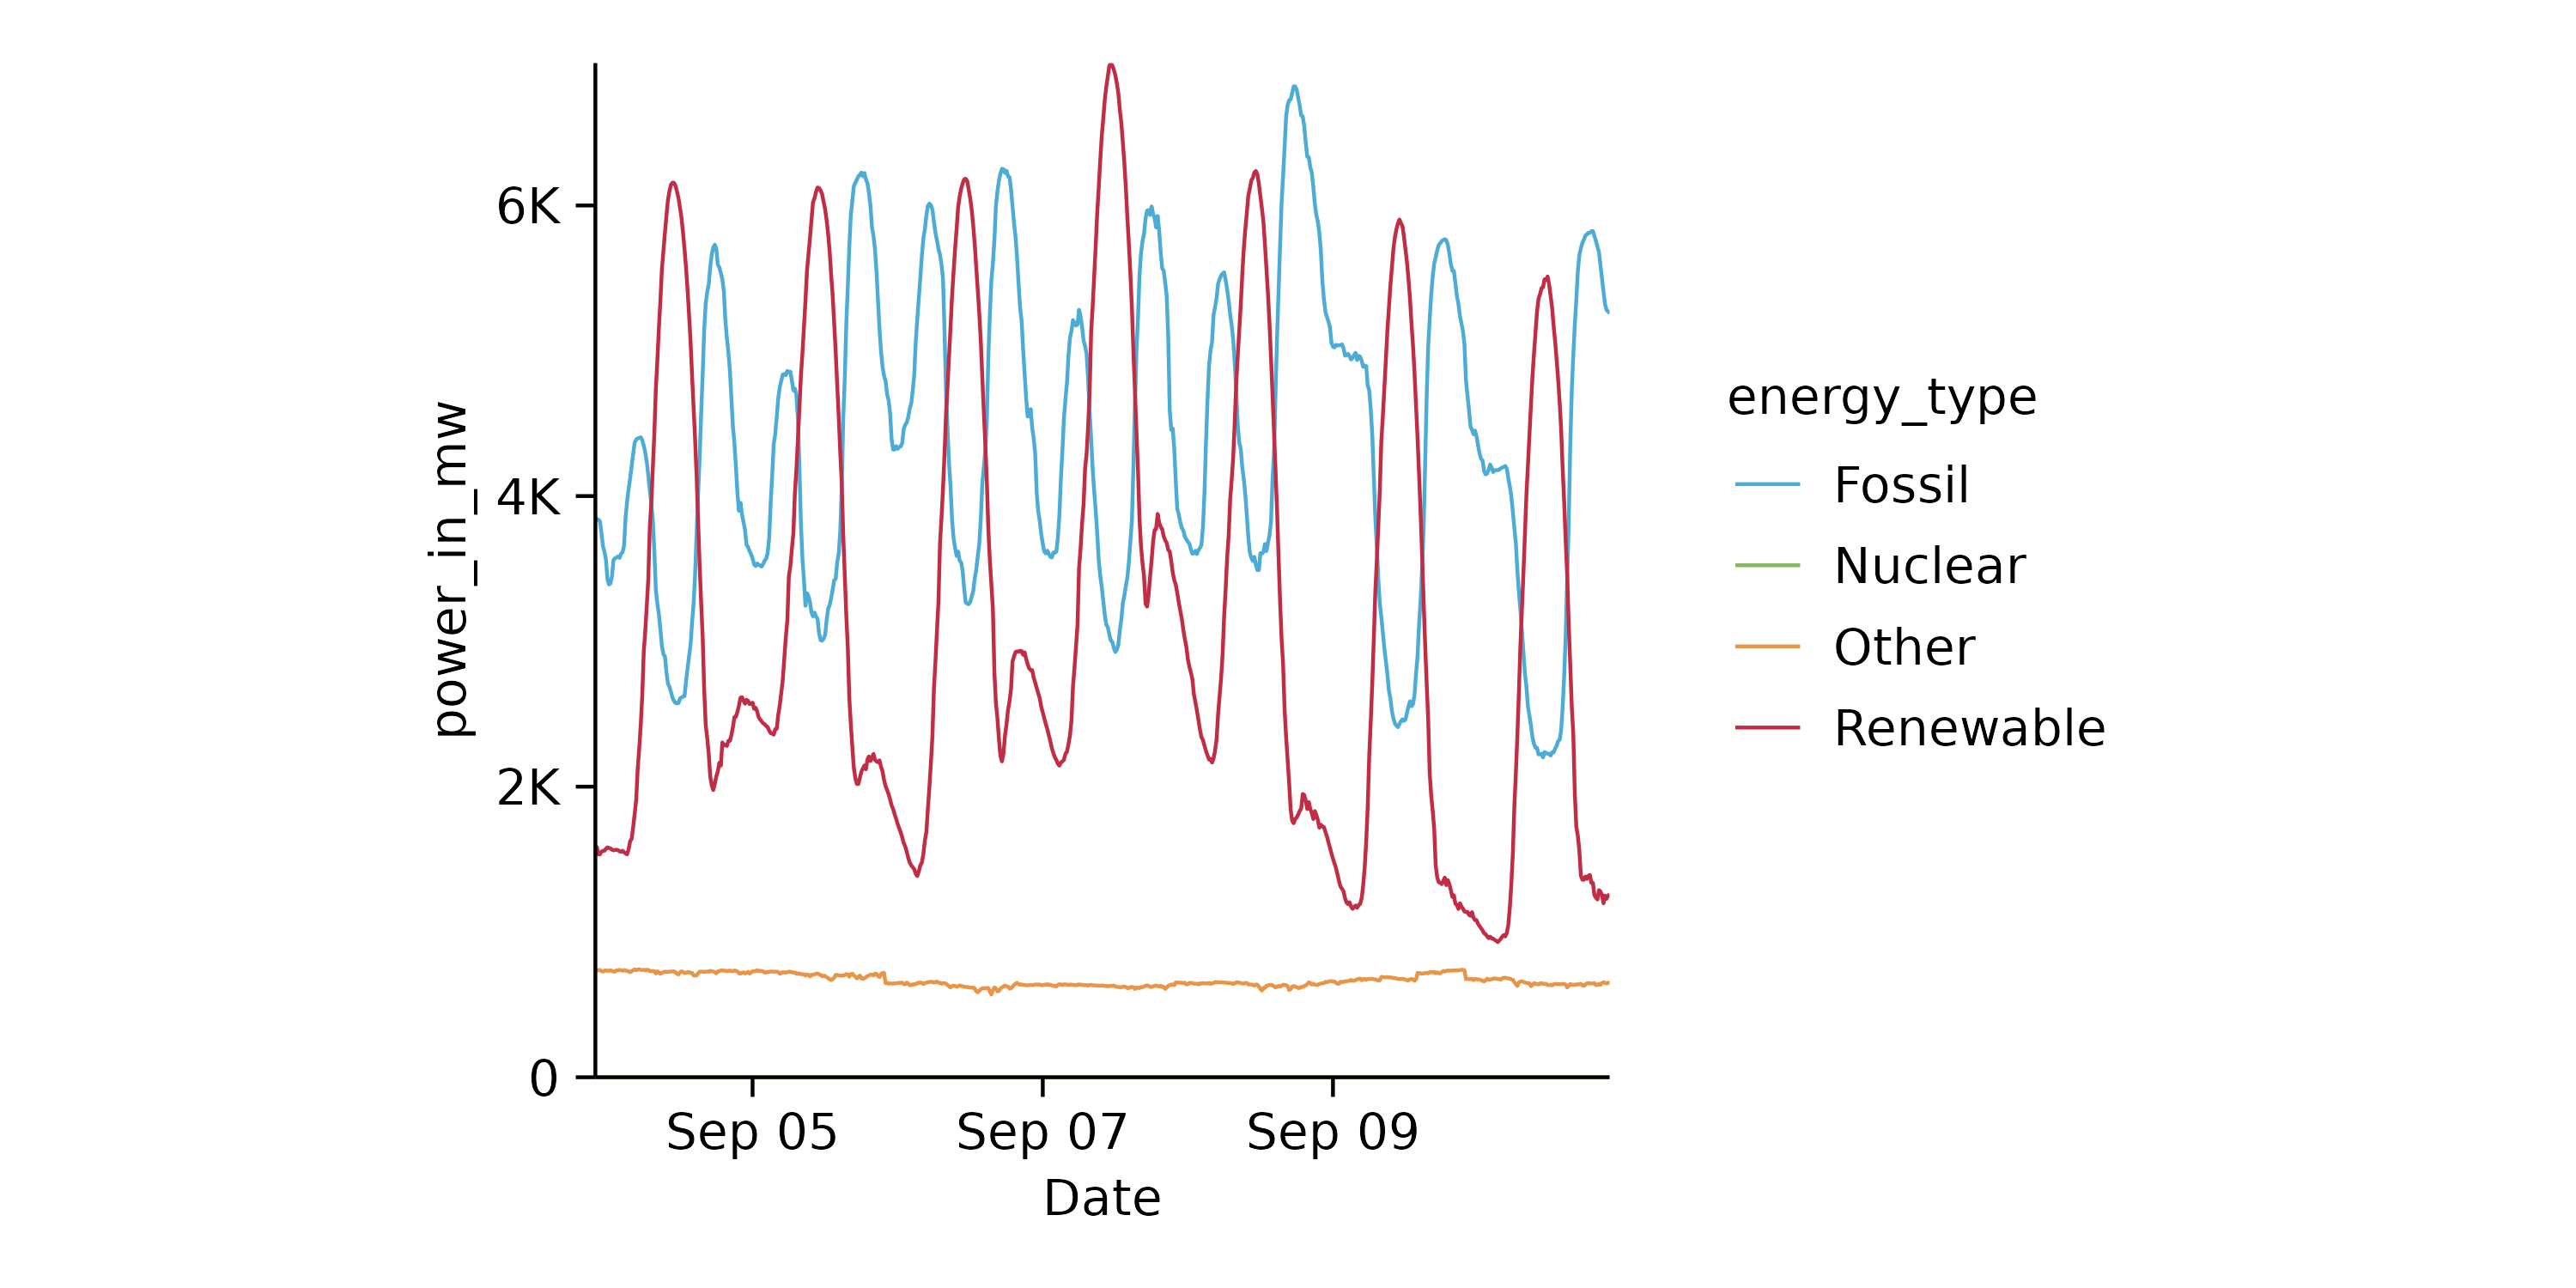 power_in_mw
6K
4K
2K
0
Sep 05
Sep 07
Sep 09
Date
energy_type
Fossil
Nuclear
Other
Renewable